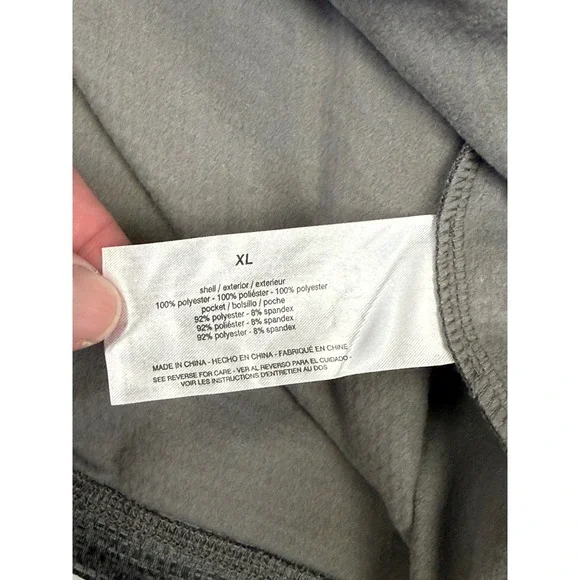 XL
shell / exterior / exterieur
100% polyester - 100% poliéster - 100% polyester
pocket / bolsillo / poche
92% polyester - 8% spandex
92% poliéster - 8% spandex
92% polyester - 8% spandex
MADE IN CHINA - HECHO EN CHINA - FABRIQUÉ EN CHINE
SEE REVERSE FOR CARE - VER AL REVERSO PARA EL CUIDADO -
VOIR LES INSTRUCTIONS D'ENTRETIEN AU DOS